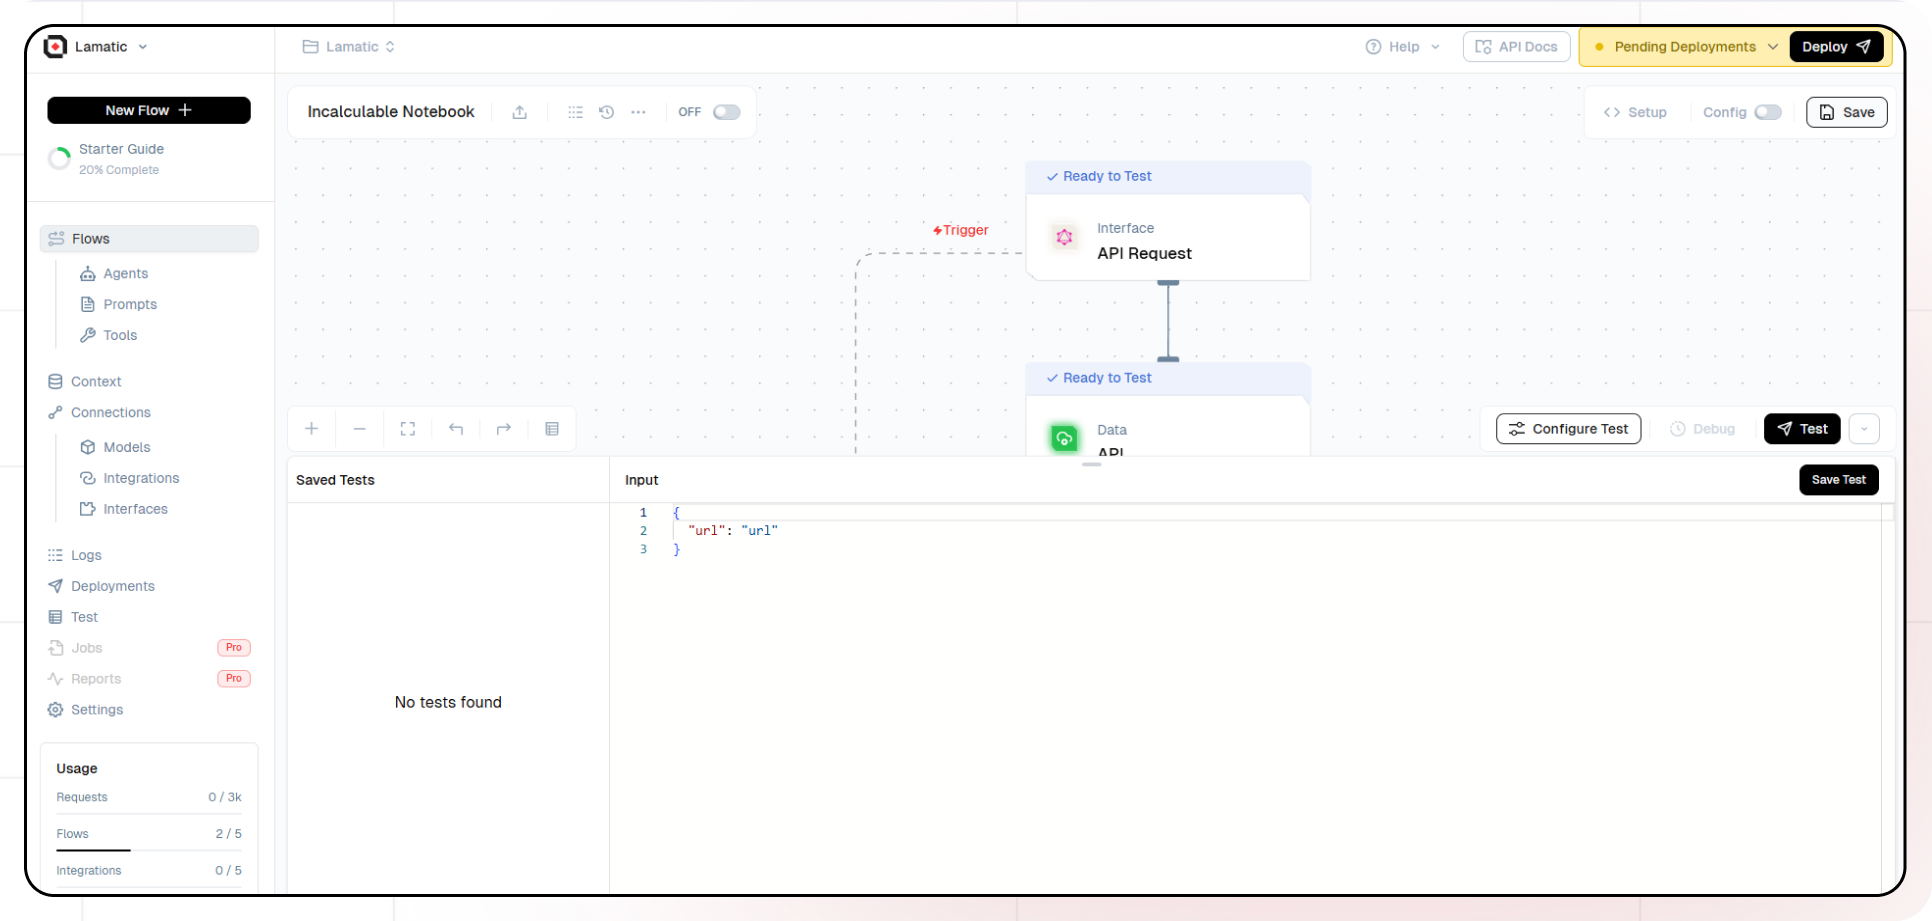 Lamatic
Lamatic
Help
API Docs
Pending Deployments
Deploy
New Flow
Starter Guide
20% Complete
Incalculable Notebook
OFF
Setup
Config
Save
Flows
Agents
Prompts
Tools
Context
Connections
Models
Integrations
Interfaces
Logs
Deployments
Test
Jobs
Pro
Reports
Pro
Settings
Usage
Requests
0 / 3k
Flows
2 / 5
Integrations
0 / 5
Trigger
Ready to Test
Interface
API Request
Ready to Test
Data
API
Configure Test
Debug
Test
Saved Tests
No tests found
Input
Save Test
1 {
2 "url": "url"
3 }